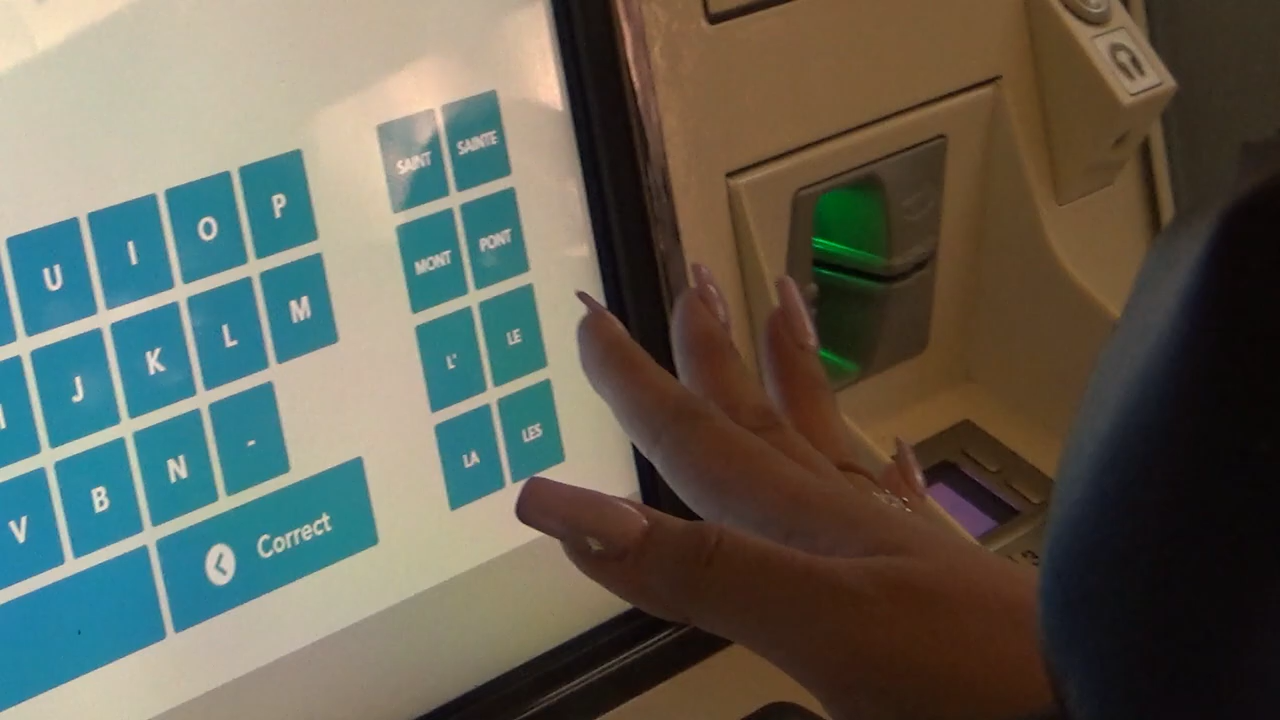 U I O P
J K L M
V B N -
Correct
SAINT SAINTE
MONT PONT
L' LE
LA LES